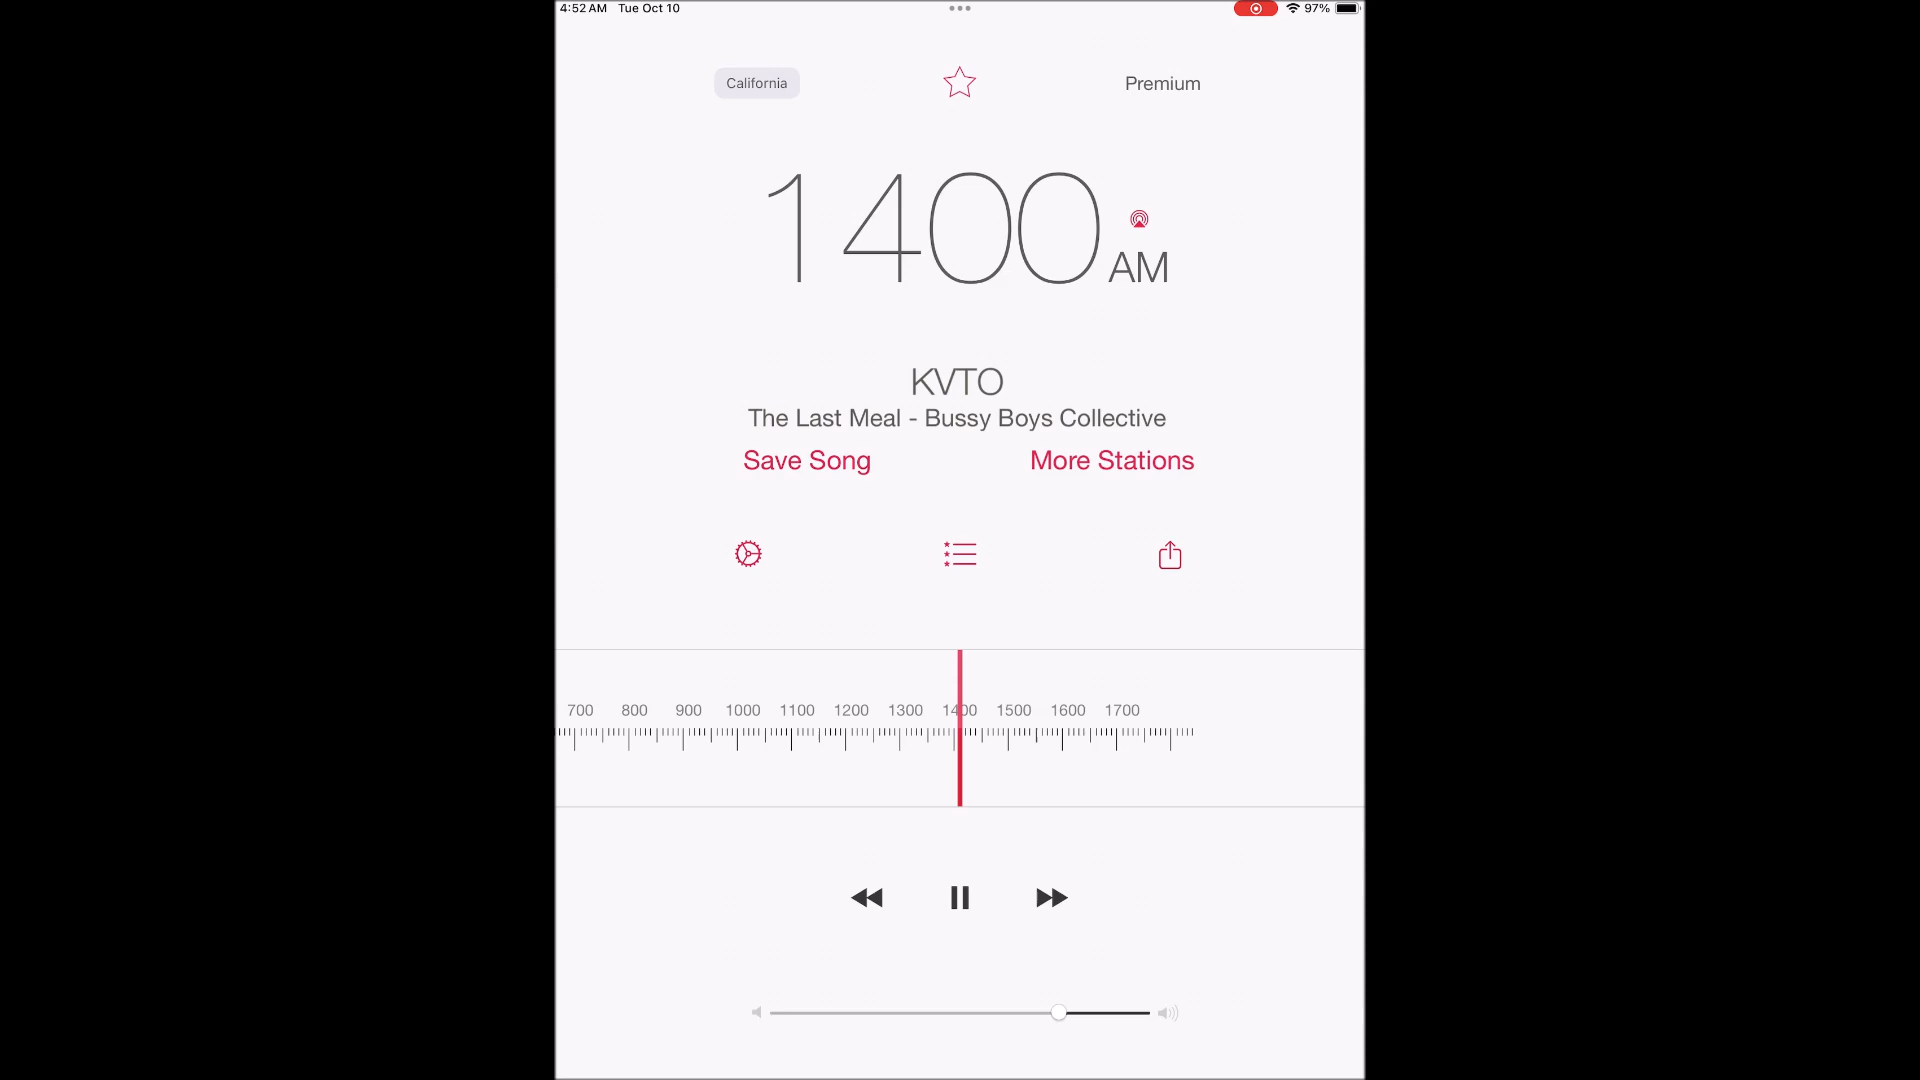 4:52 AM Tue Oct 10
97%
California
Premium
1400 AM
KVTO
The Last Meal - Bussy Boys Collective
Save Song
More Stations
700 800 900 1000 1100 1200 1300 1400 1500 1600 1700